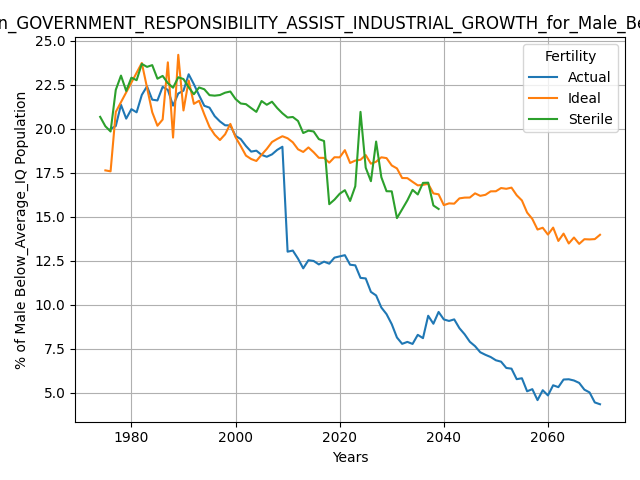 n_GOVERNMENT_RESPONSIBILITY_ASSIST_INDUSTRIAL_GROWTH_for_Male_Be
25.0
22.5
20.0
17.5
15.0
12.5
10.0
7.5
5.0
% of Male Below_Average_IQ Population
Fertility
Actual
Ideal
Sterile
1980
2000
2020
2040
2060
Years